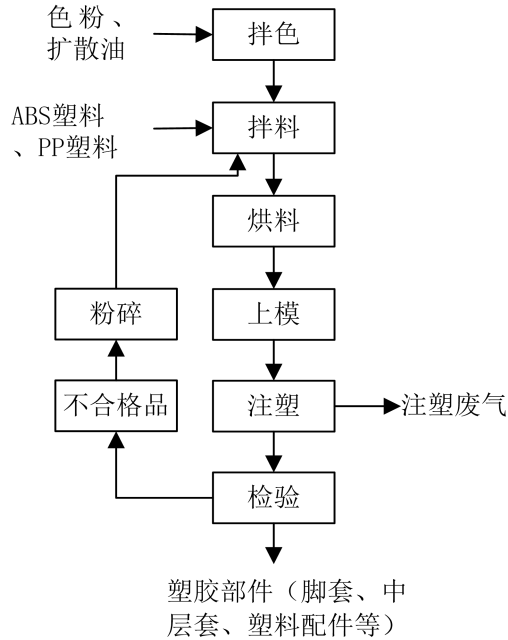 色粉、
扩散油
拌色
ABS塑料
、PP塑料
拌料
烘料
粉碎
上模
不合格品
注塑
注塑废气
检验
塑胶部件（脚套、中
层套、塑料配件等）